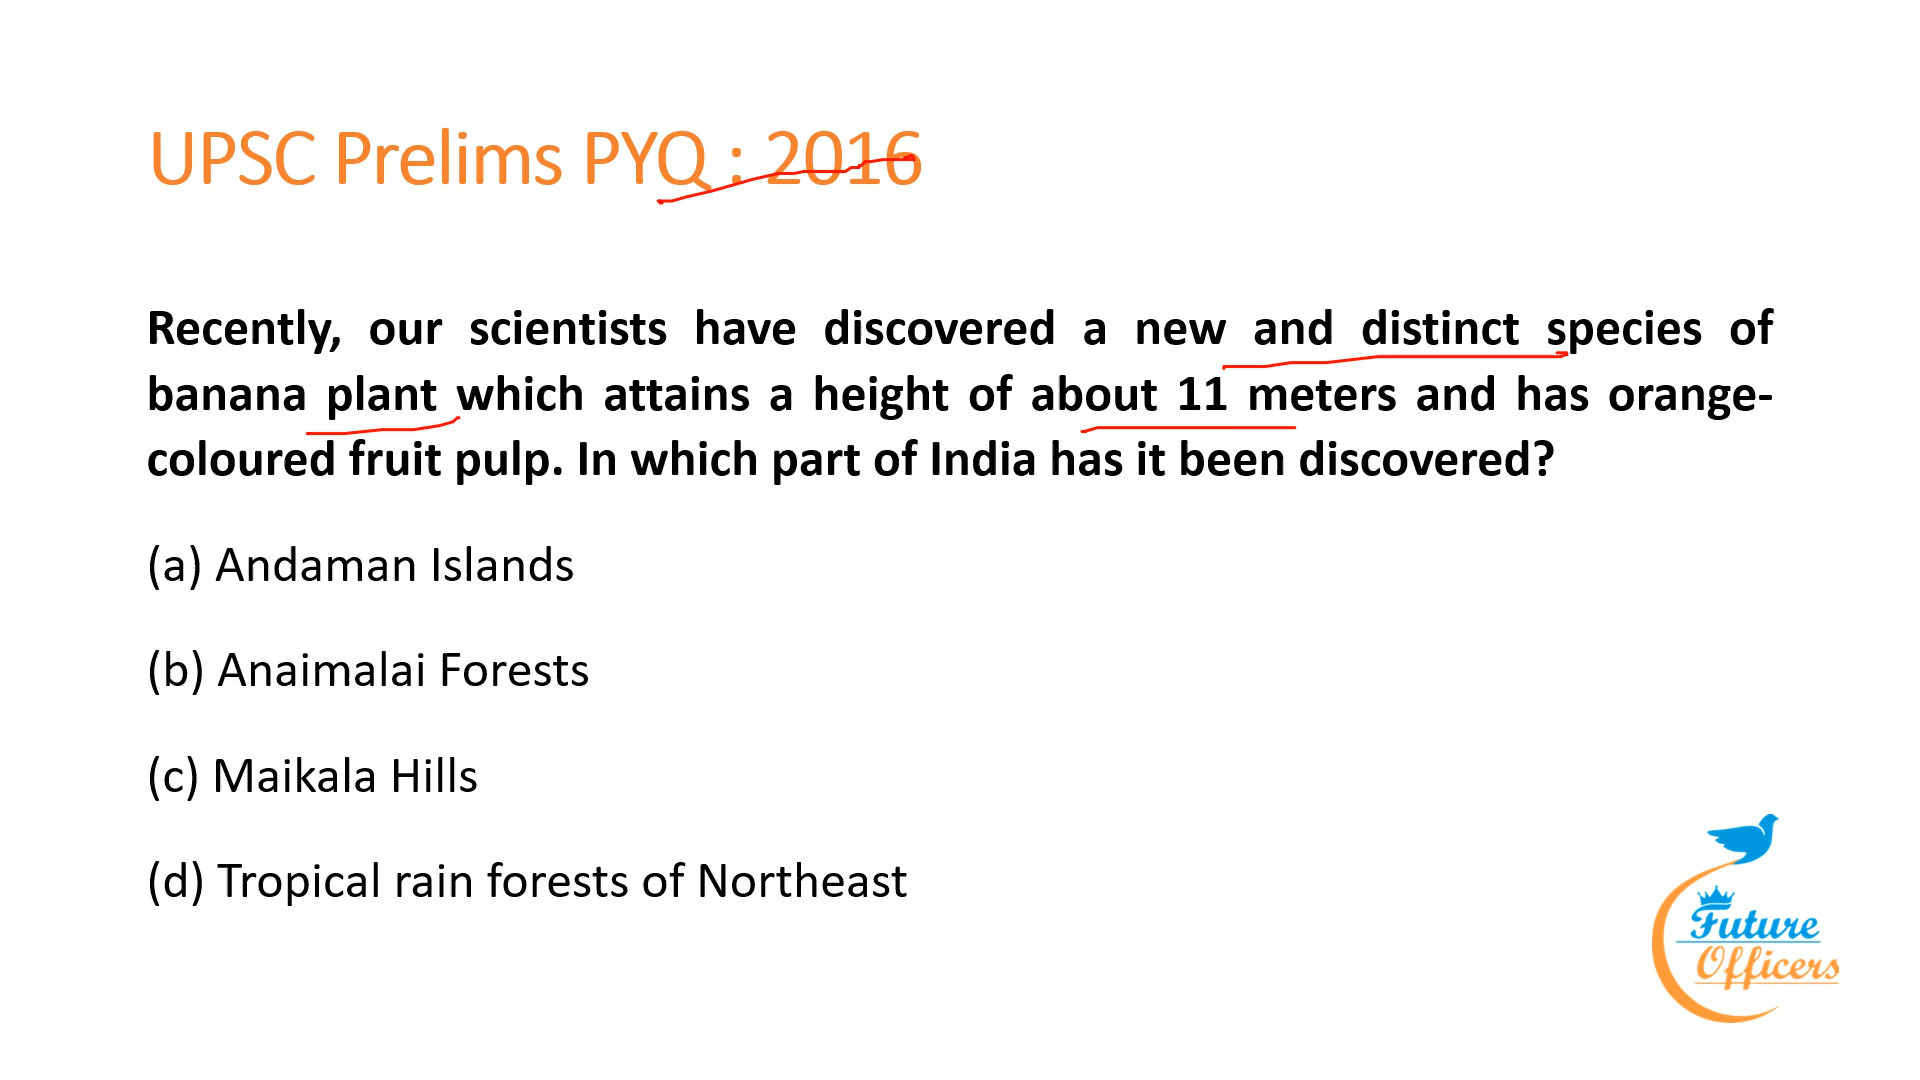 UPSC Prelims PYQ : 2016
Recently, our scientists have discovered a new and distinct species of
banana plant which attains a height of about 11 meters and has orange-
coloured fruit pulp. In which part of India has it been discovered?
(a) Andaman Islands
(b) Anaimalai Forests
(c) Maikala Hills
(d) Tropical rain forests of Northeast
Future
Officers